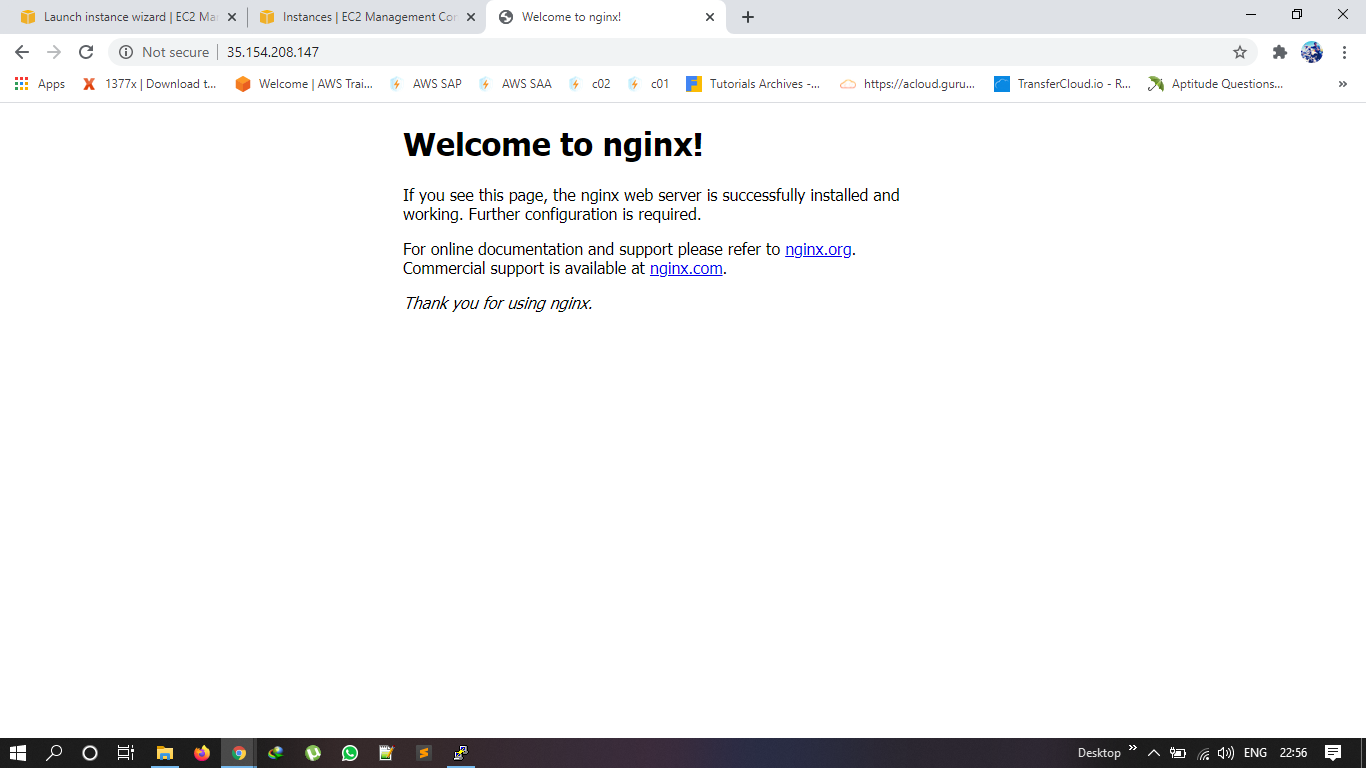 Launch instance wizard | EC2 Ma
Instances | EC2 Management Co
Welcome to nginx!
Not secure
35.154.208.147
Apps
1377x | Download t...
Welcome | AWS Trai...
AWS SAP
AWS SAA
c02
c01
Tutorials Archives -...
https://acloud.guru...
TransferCloud.io - R...
Aptitude Questions...
Welcome to nginx!
If you see this page, the nginx web server is successfully installed and
working. Further configuration is required.
For online documentation and support please refer to nginx.org.
Commercial support is available at nginx.com.
Thank you for using nginx.
Desktop
ENG
22:56